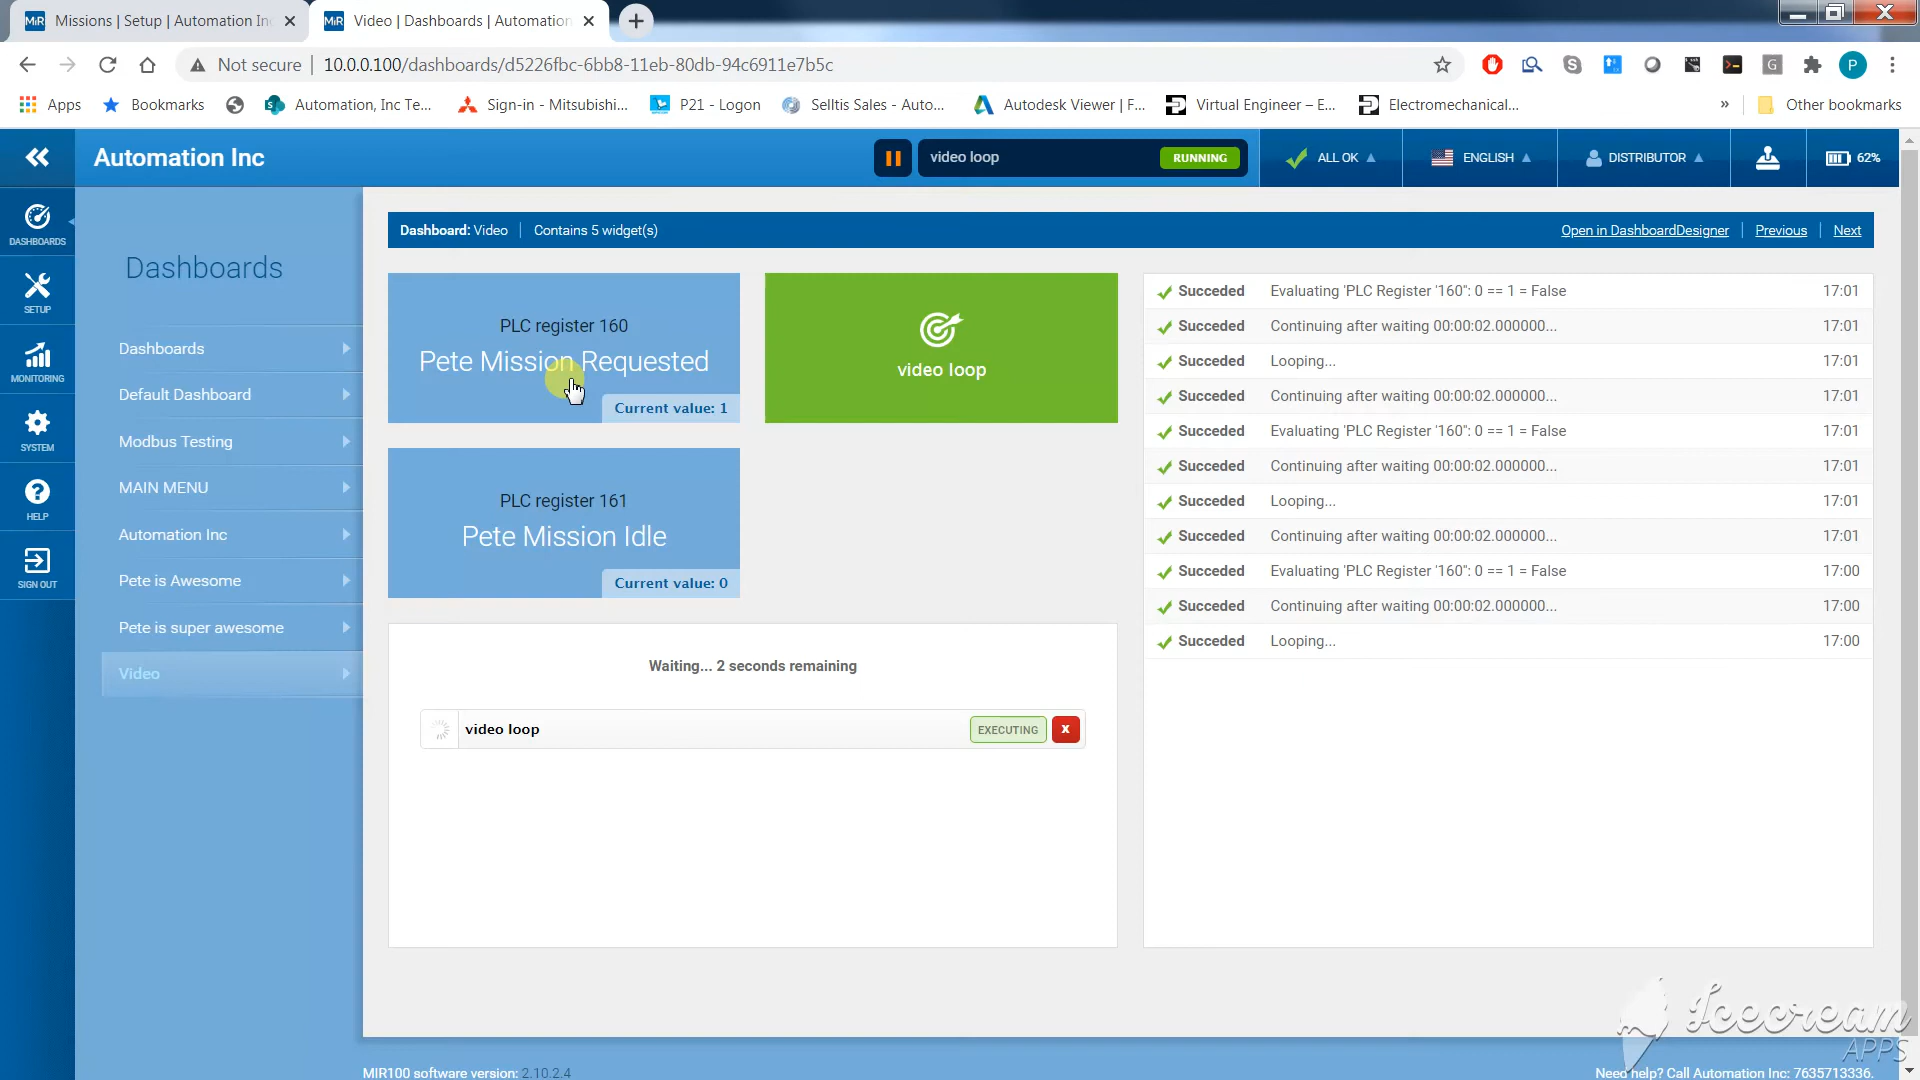 MiR Missions | Setup | Automation In
MiR Video | Dashboards | Automation
Not secure | 10.0.0.100/dashboards/d5226fbc-6bb8-11eb-80db-94c6911e7b5c
P
Apps Bookmarks Automation, Inc Te... Sign-in - Mitsubishi... P21 - Logon Selltis Sales - Auto... Autodesk Viewer | F... Virtual Engineer – E... Electromechanical... » Other bookmarks
Automation Inc
video loop RUNNING
ALL OK
ENGLISH
DISTRIBUTOR
62%
DASHBOARDS
SETUP
MONITORING
SYSTEM
HELP
SIGN OUT
Dashboards
Dashboards
Default Dashboard
Modbus Testing
MAIN MENU
Automation Inc
Pete is Awesome
Pete is super awesome
Video
Dashboard: Video | Contains 5 widget(s)
Open in DashboardDesigner | Previous | Next
PLC register 160
Pete Mission Requested
Current value: 1
video loop
PLC register 161
Pete Mission Idle
Current value: 0
Waiting... 2 seconds remaining
video loop EXECUTING x
Succeded Evaluating 'PLC Register '160'': 0 == 1 = False 17:01
Succeded Continuing after waiting 00:00:02.000000... 17:01
Succeded Looping... 17:01
Succeded Continuing after waiting 00:00:02.000000... 17:01
Succeded Evaluating 'PLC Register '160'': 0 == 1 = False 17:01
Succeded Continuing after waiting 00:00:02.000000... 17:01
Succeded Looping... 17:01
Succeded Continuing after waiting 00:00:02.000000... 17:01
Succeded Evaluating 'PLC Register '160'': 0 == 1 = False 17:00
Succeded Continuing after waiting 00:00:02.000000... 17:00
Succeded Looping... 17:00
Icecream
APPS
MIR100 software version: 2.10.2.4
Need help? Call Automation Inc: 7635713336.